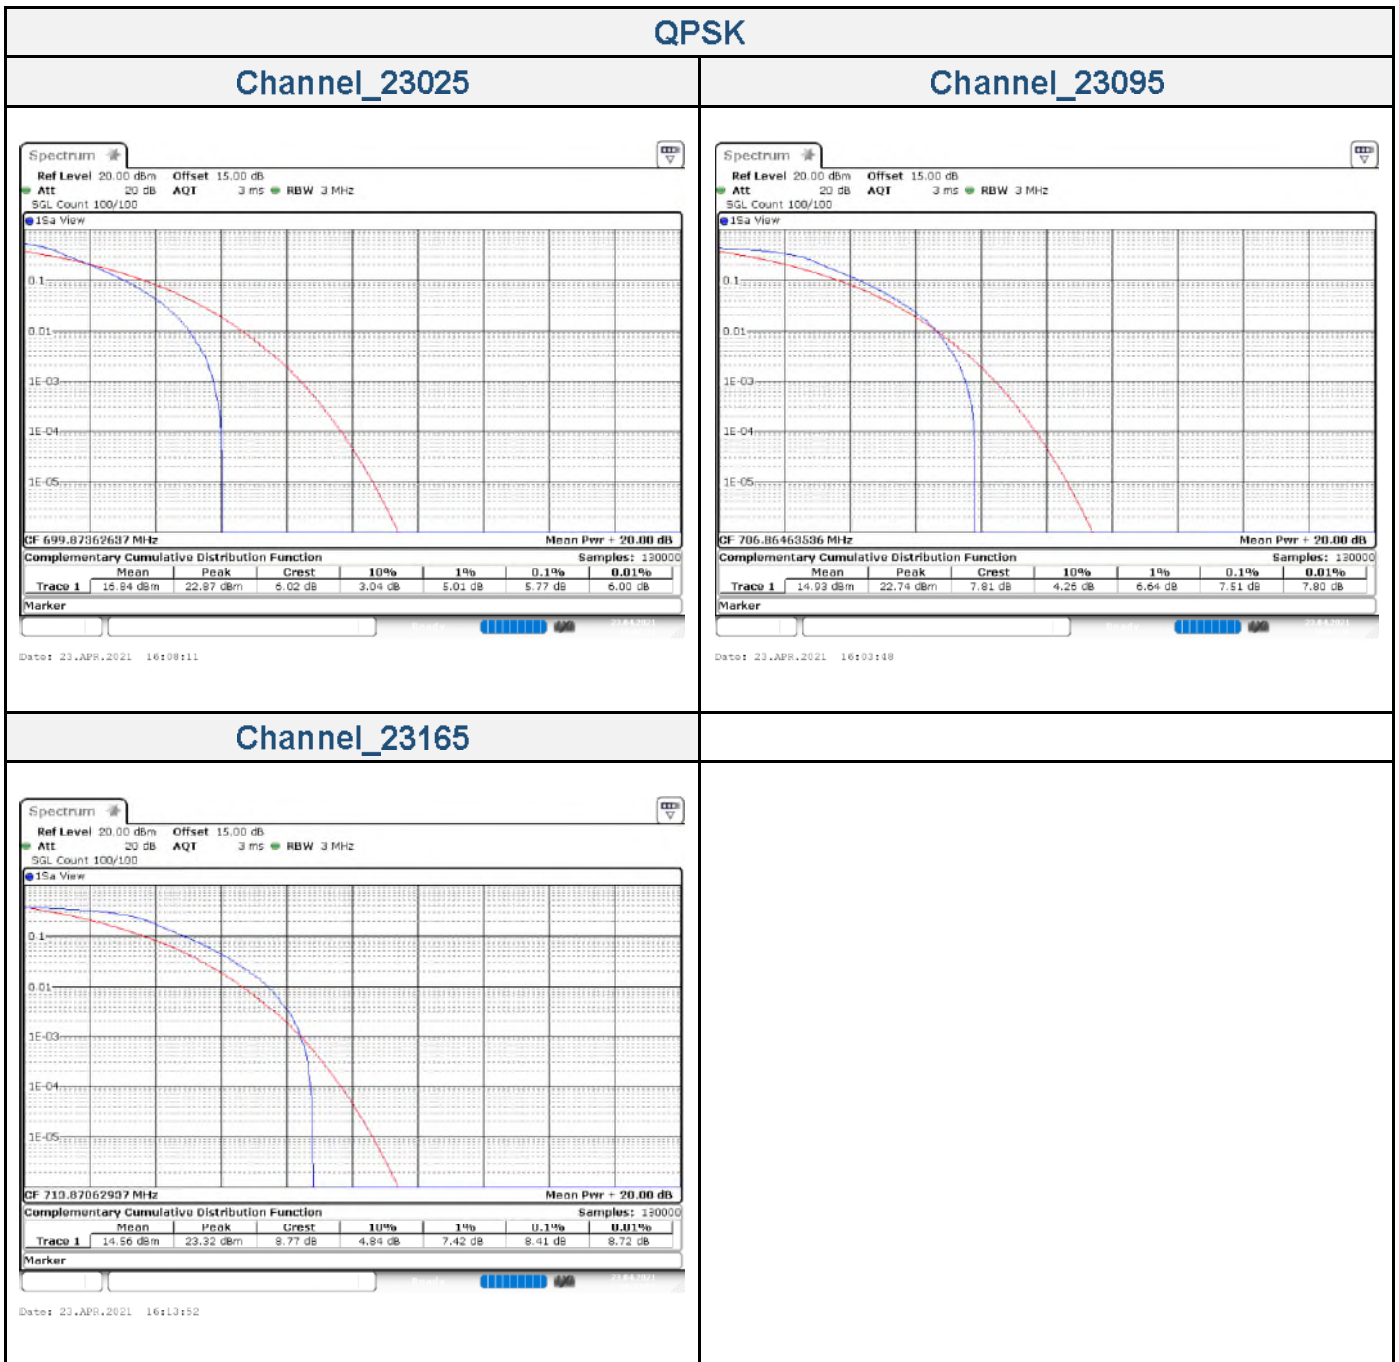 QPSK
Channel_23025 Channel_23095
Spectrum
Ref Level 20.00 dBm Offset 15.00 dB
Att 20 dB AQT 3 ms RBW 3 MHz
SGL Count 100/100
1Sa View
0.1
0.01
1E-03
1E-04
1E-05
CF 699.87362637 MHz Mean Pwr + 20.00 dB
Complementary Cumulative Distribution Function Samples: 130000
Mean Peak Crest 10% 1% 0.1% 0.01%
Trace 1 16.84 dBm 22.87 dBm 6.02 dB 3.04 dB 5.01 dB 5.77 dB 6.00 dB
Marker
Date: 23.APR.2021 16:08:11
Spectrum
Ref Level 20.00 dBm Offset 15.00 dB
Att 20 dB AQT 3 ms RBW 3 MHz
SGL Count 100/100
1Sa View
0.1
0.01
1E-03
1E-04
1E-05
CF 706.86463536 MHz Mean Pwr + 20.00 dB
Complementary Cumulative Distribution Function Samples: 130000
Mean Peak Crest 10% 1% 0.1% 0.01%
Trace 1 14.93 dBm 22.74 dBm 7.81 dB 4.26 dB 6.64 dB 7.51 dB 7.80 dB
Marker
Date: 23.APR.2021 16:03:48
Channel_23165
Spectrum
Ref Level 20.00 dBm Offset 15.00 dB
Att 20 dB AQT 3 ms RBW 3 MHz
SGL Count 100/100
1Sa View
0.1
0.01
1E-03
1E-04
1E-05
CF 713.87062937 MHz Mean Pwr + 20.00 dB
Complementary Cumulative Distribution Function Samples: 130000
Mean Peak Crest 10% 1% 0.1% 0.01%
Trace 1 14.56 dBm 23.32 dBm 8.77 dB 4.84 dB 7.42 dB 8.41 dB 8.72 dB
Marker
Date: 23.APR.2021 16:13:52